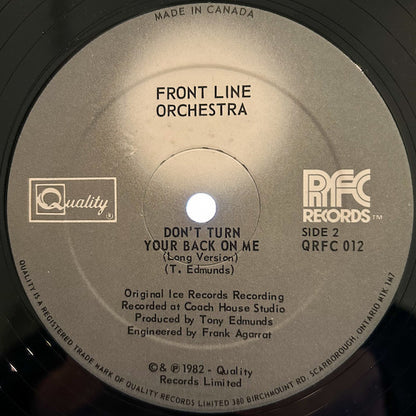 MADE IN CANADA
FRONT LINE
ORCHESTRA
Quality
RFC
RECORDS™
DON'T TURN
YOUR BACK ON ME
(Long Version)
(T. Edmunds)
SIDE 2
QRFC 012
Original Ice Records Recording
Recorded at Coach House Studio
Produced by Tony Edmunds
Engineered by Frank Agarrat
© & ℗ 1982 - Quality
Records Limited
QUALITY IS A REGISTERED TRADE MARK OF QUALITY RECORDS LIMITED 380 BIRCHMOUNT RD, SCARBOROUGH, ONTARIO M1K 1M7